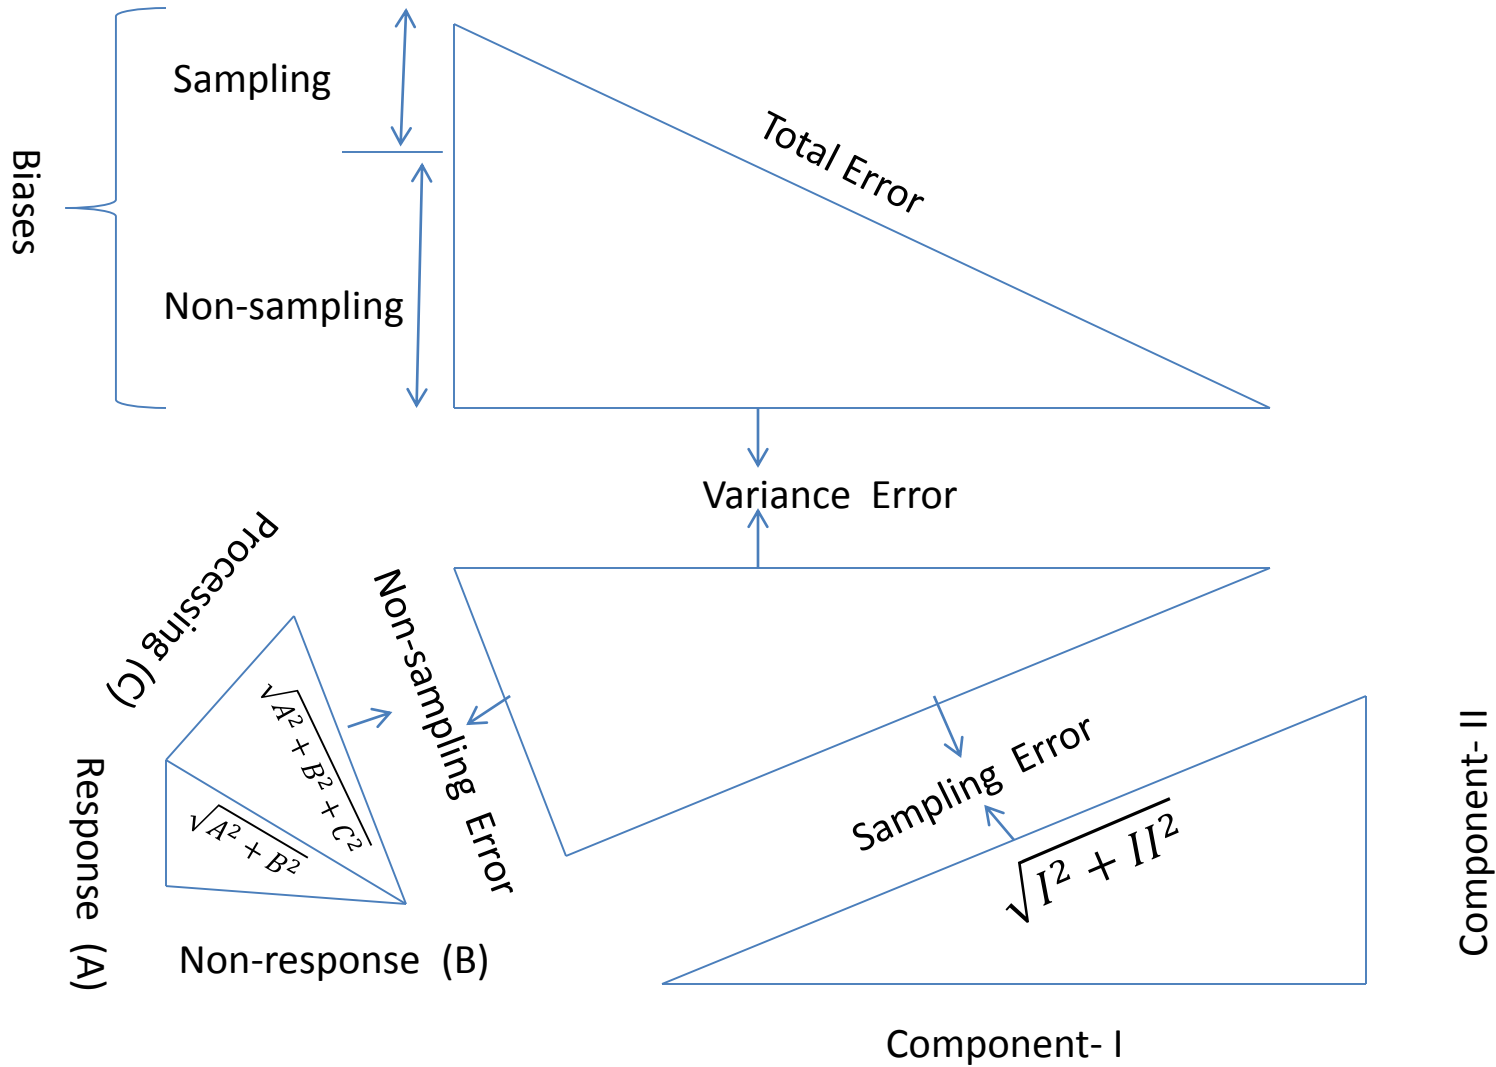 Sampling
Total Error
Biases
Non-sampling
Variance Error
Processing (C)
Non-sampling Error
√A² + B² + C²
Sampling Error
Component- II
Response (A)
√A² + B²
√I² + II²
Non-response (B)
Component- I